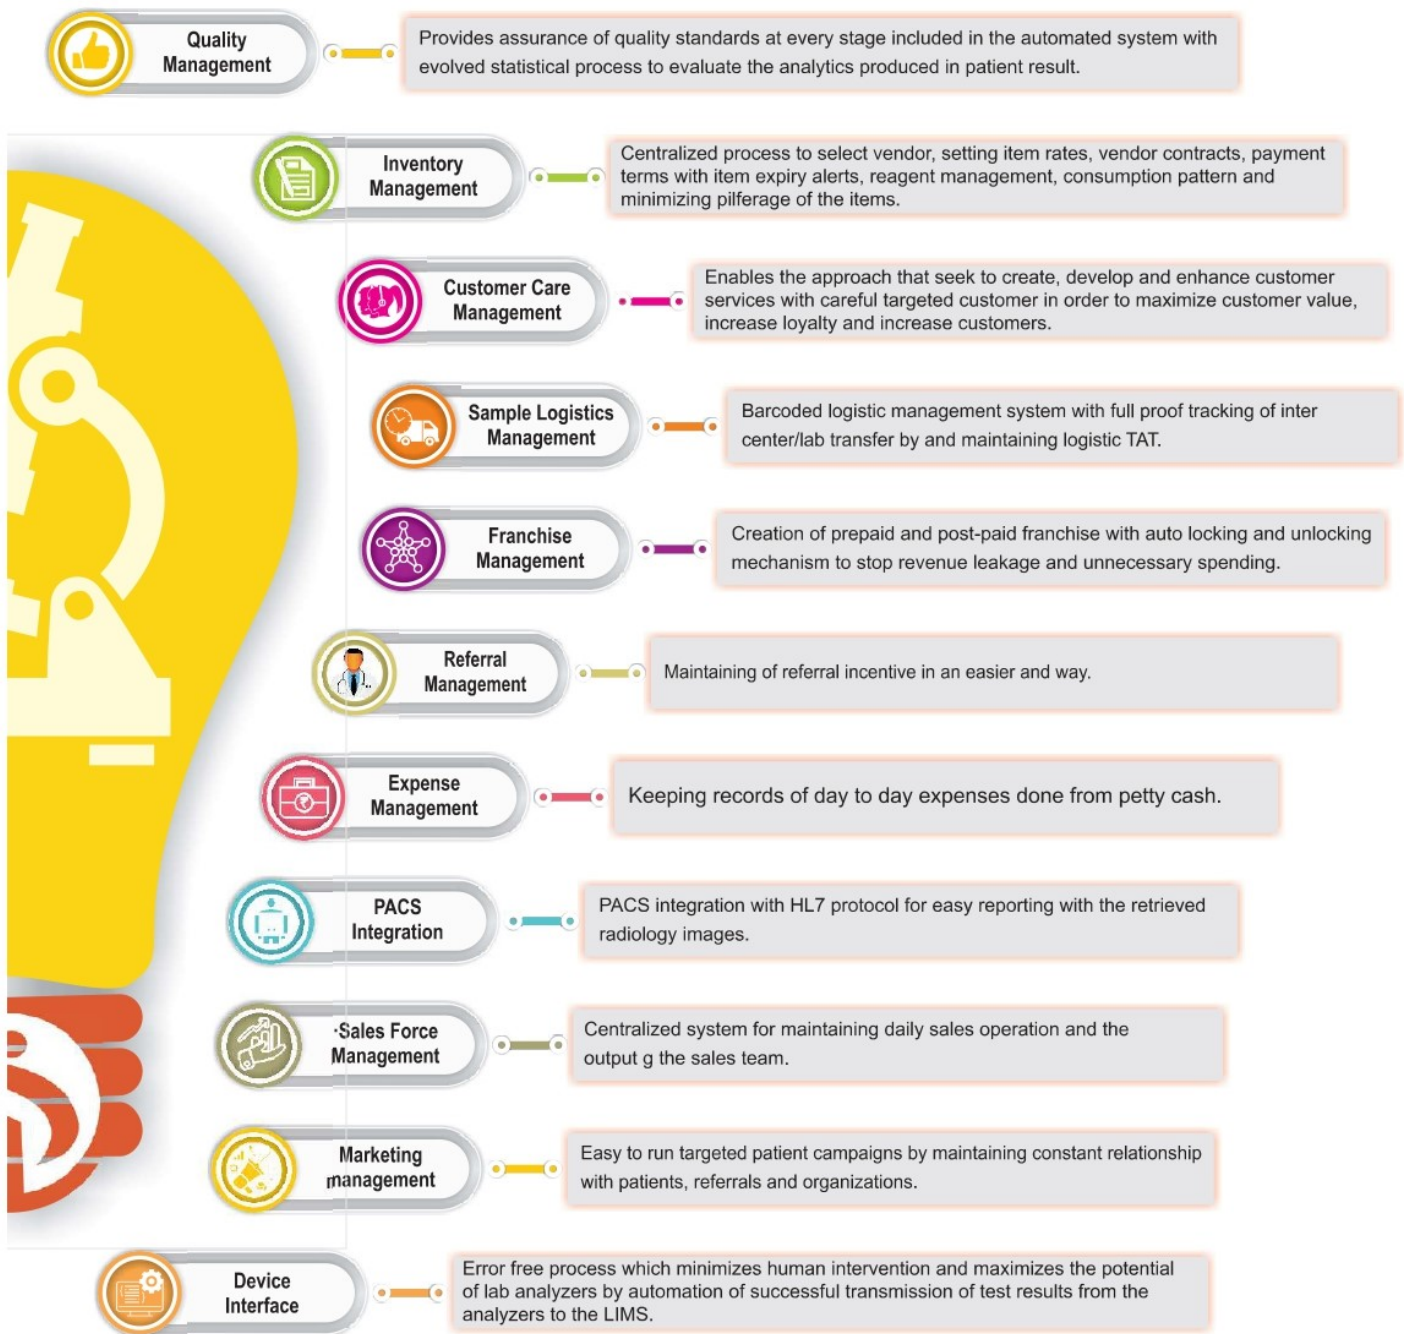 Quality
Management
Provides assurance of quality standards at every stage included in the automated system with
evolved statistical process to evaluate the analytics produced in patient result.
Inventory
Management
Centralized process to select vendor, setting item rates, vendor contracts, payment
terms with item expiry alerts, reagent management, consumption pattern and
minimizing pilferage of the items.
Customer Care
Management
Enables the approach that seek to create, develop and enhance customer
services with careful targeted customer in order to maximize customer value,
increase loyalty and increase customers.
Sample Logistics
Management
Barcoded logistic management system with full proof tracking of inter
center/lab transfer by and maintaining logistic TAT.
Franchise
Management
Creation of prepaid and post-paid franchise with auto locking and unlocking
mechanism to stop revenue leakage and unnecessary spending.
Referral
Management
Maintaining of referral incentive in an easier and way.
Expense
Management
Keeping records of day to day expenses done from petty cash.
PACS
Integration
PACS integration with HL7 protocol for easy reporting with the retrieved
radiology images.
·Sales Force
Management
Centralized system for maintaining daily sales operation and the
output g the sales team.
Marketing
management
Easy to run targeted patient campaigns by maintaining constant relationship
with patients, referrals and organizations.
Device
Interface
Error free process which minimizes human intervention and maximizes the potential
of lab analyzers by automation of successful transmission of test results from the
analyzers to the LIMS.